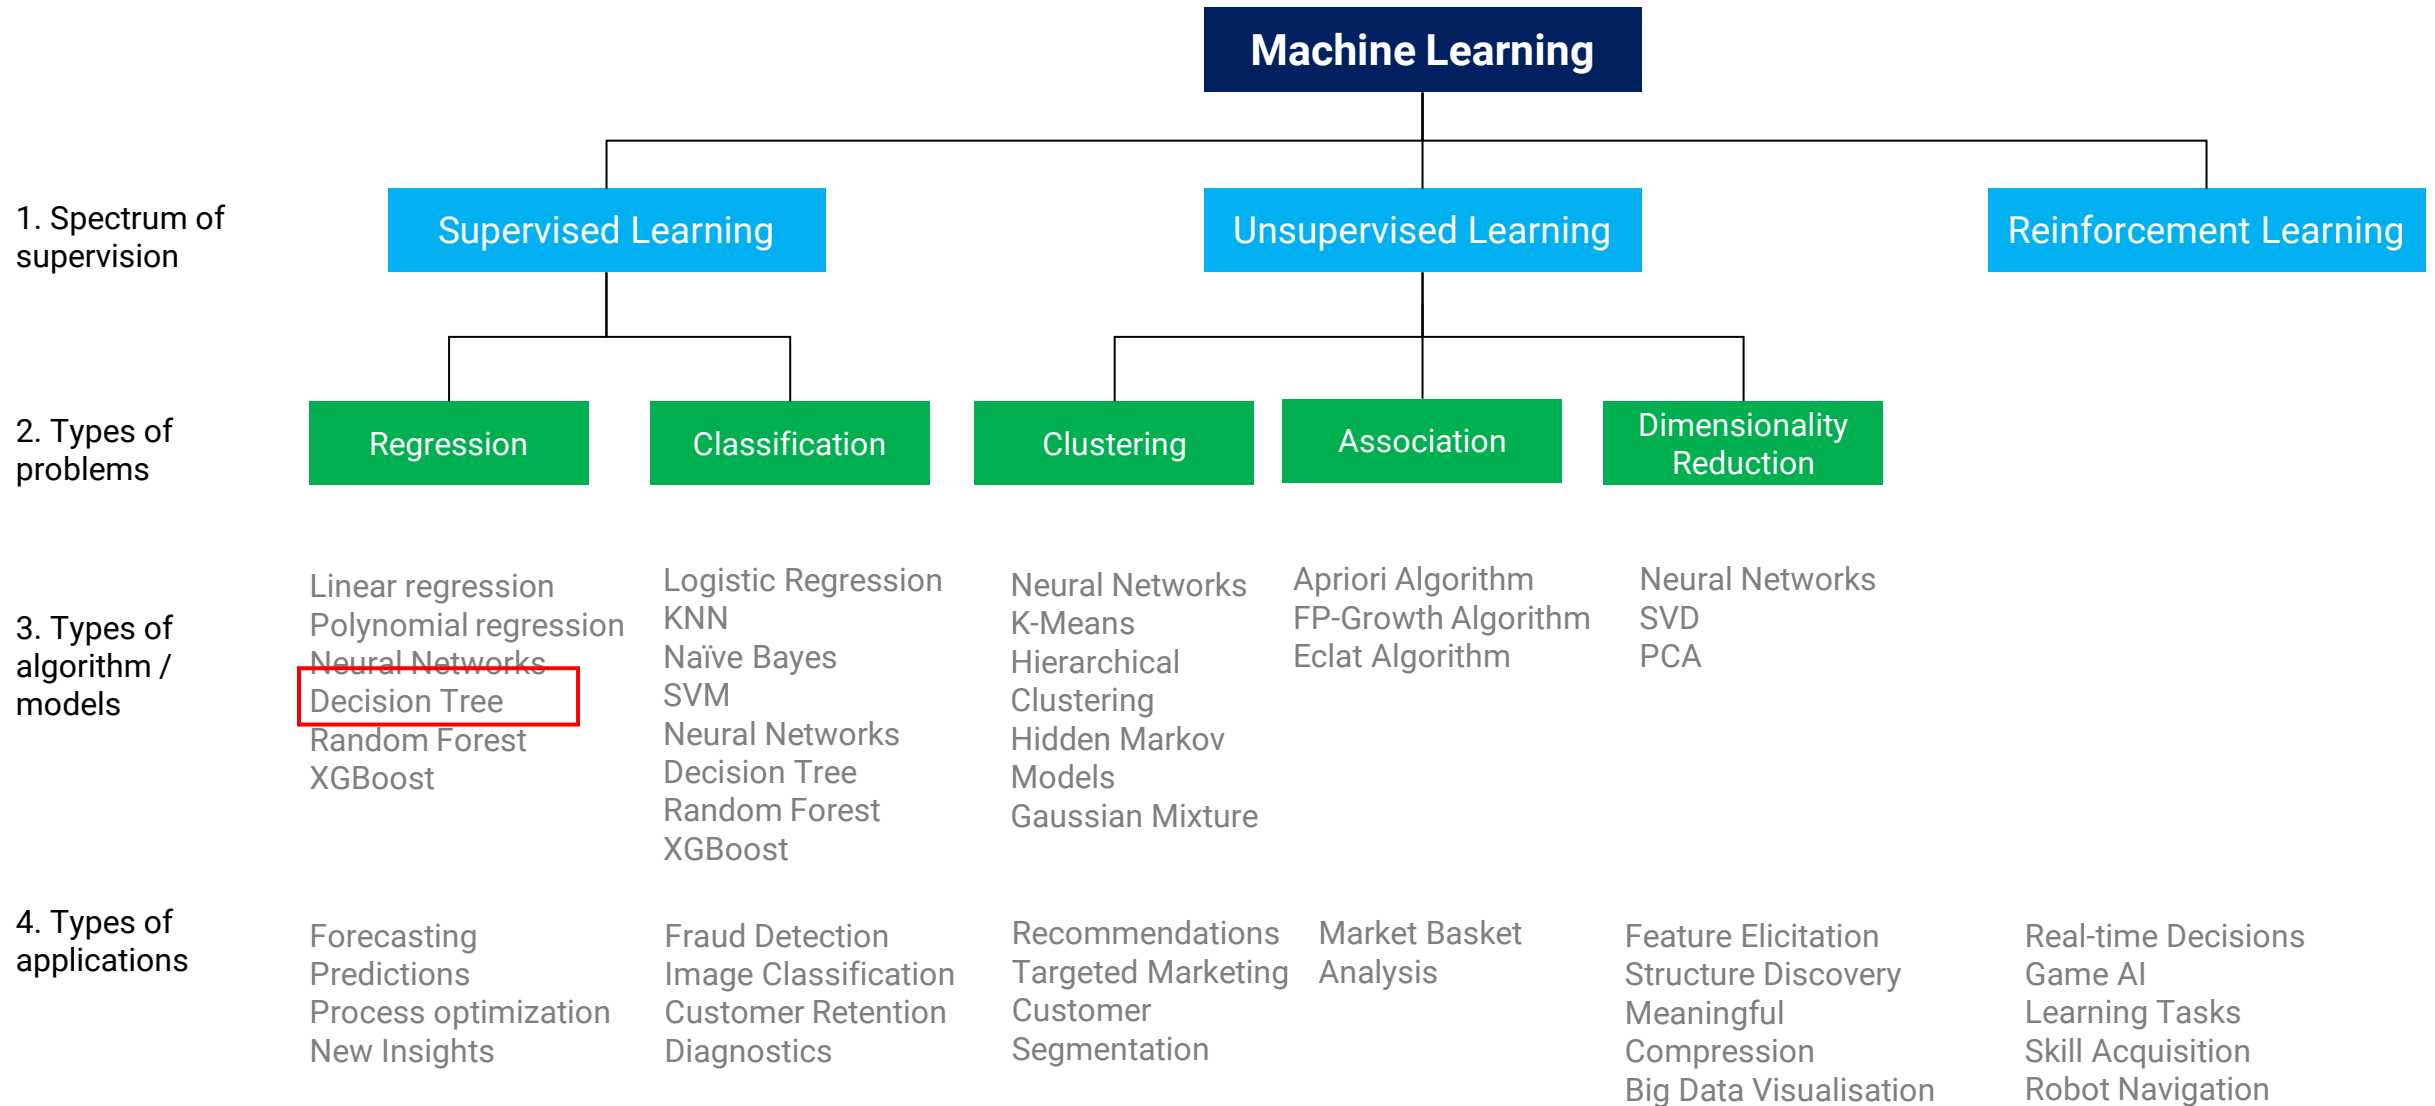 Machine Learning
1. Spectrum of
supervision
Supervised Learning
Unsupervised Learning
Reinforcement Learning
2. Types of
problems
Regression
Classification
Clustering
Association
Dimensionality
Reduction
3. Types of
algorithm /
models
Linear regression
Polynomial regression
Neural Networks
Decision Tree
Random Forest
XGBoost
Logistic Regression
KNN
Naïve Bayes
SVM
Neural Networks
Decision Tree
Random Forest
XGBoost
Neural Networks
K-Means
Hierarchical
Clustering
Hidden Markov
Models
Gaussian Mixture
Apriori Algorithm
FP-Growth Algorithm
Eclat Algorithm
Neural Networks
SVD
PCA
4. Types of
applications
Forecasting
Predictions
Process optimization
New Insights
Fraud Detection
Image Classification
Customer Retention
Diagnostics
Recommendations
Targeted Marketing
Customer
Segmentation
Market Basket
Analysis
Feature Elicitation
Structure Discovery
Meaningful
Compression
Big Data Visualisation
Real-time Decisions
Game AI
Learning Tasks
Skill Acquisition
Robot Navigation